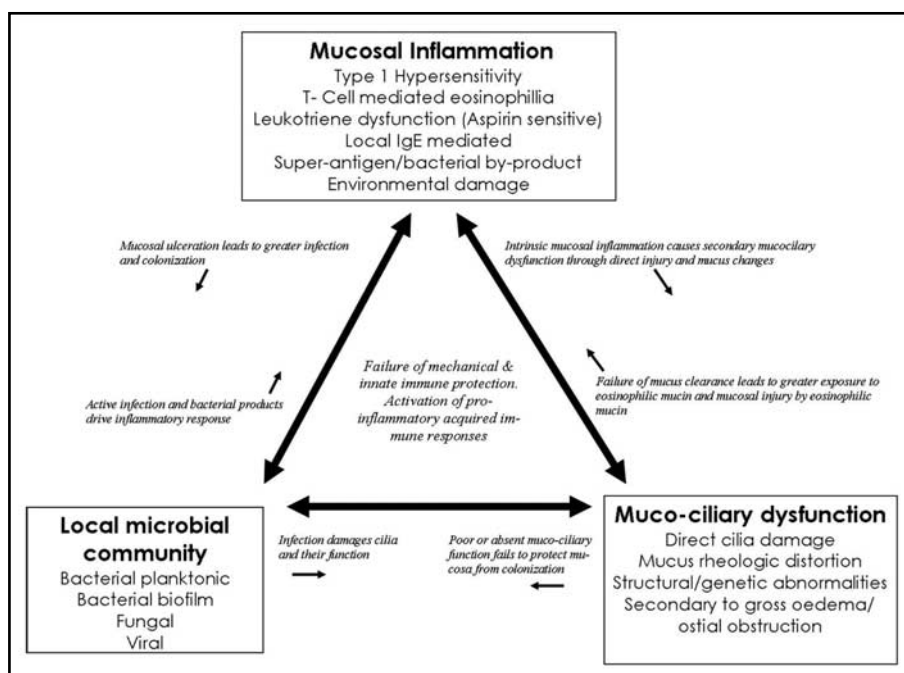 Mucosal Inflammation
Type 1 Hypersensitivity
T- Cell mediated eosinophillia
Leukotriene dysfunction (Aspirin sensitive)
Local IgE mediated
Super-antigen/bacterial by-product
Environmental damage
Mucosal ulceration leads to greater infection
and colonization
Intrinsic mucosal inflammation causes secondary mucocilary
dysfunction through direct injury and mucus changes
Failure of mechanical &
innate immune protection.
Activation of pro-
inflammatory acquired im-
mune responses
Active infection and bacterial products
drive inflammatory response
Failure of mucus clearance leads to greater exposure to
eosinophilic mucin and mucosal injury by eosinophilic
mucin
Local microbial
community
Bacterial planktonic
Bacterial biofilm
Fungal
Viral
Infection damages cilia
and their function
Poor or absent muco-ciliary
function fails to protect mu-
cosa from colonization
Muco-ciliary dysfunction
Direct cilia damage
Mucus rheologic distortion
Structural/genetic abnormalities
Secondary to gross oedema/
ostial obstruction